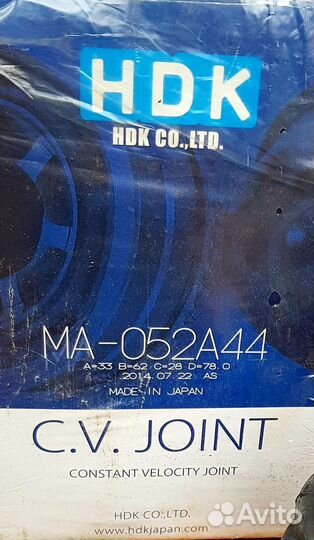 HDK
HDK CO.,LTD.
MA-052A44
A=33 B=62 C=28 D=78.0
2014.07.22 AS
MADE IN JAPAN
C.V. JOINT
CONSTANT VELOCITY JOINT
HDK CO.,LTD.
www.hdkjapan.com
Avito